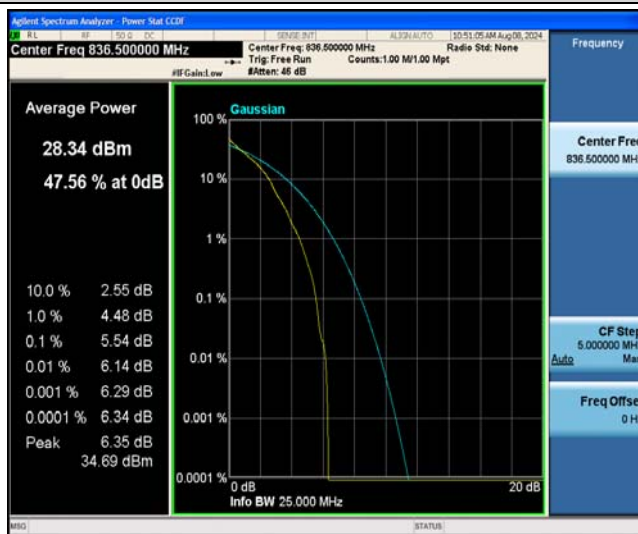 Agilent Spectrum Analyzer - Power Stat CCDF
RL RF 50 Ω DC SENSE:INT ALIGN AUTO 10:51:05 AM Aug 08, 2024
Center Freq 836.500000 MHz
Center Freq: 836.500000 MHz Radio Std: None
Trig: Free Run Counts:1.00 M/1.00 Mpt
#IFGain:Low #Atten: 46 dB
Frequency
Average Power
28.34 dBm
47.56 % at 0dB
10.0 % 2.55 dB
1.0 % 4.48 dB
0.1 % 5.54 dB
0.01 % 6.14 dB
0.001 % 6.29 dB
0.0001 % 6.34 dB
Peak 6.35 dB
34.69 dBm
Gaussian
100 %
10 %
1 %
0.1 %
0.01 %
0.001 %
0.0001 %
0 dB 20 dB
Info BW 25.000 MHz
Center Fre
836.500000 MH
CF Step
5.000000 MH
Auto Ma
Freq Offse
0 H
MSG STATUS